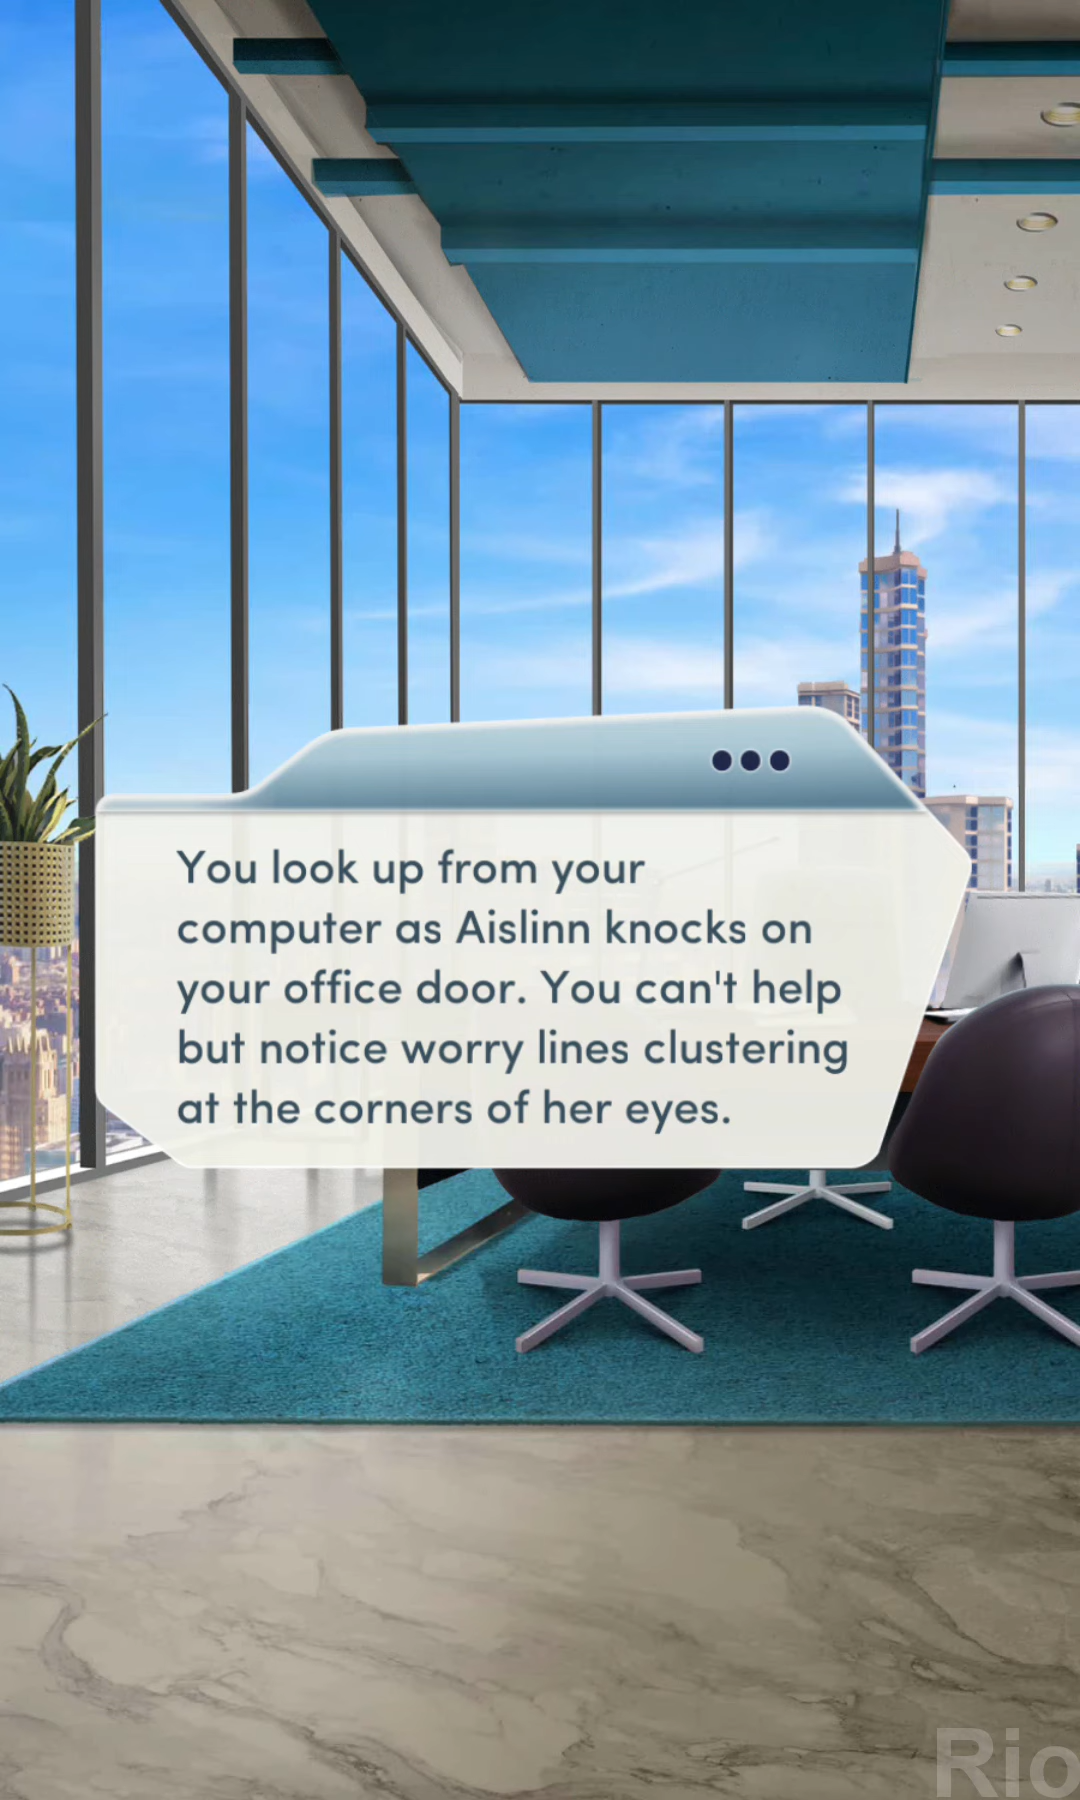 You look up from your
computer as Aislinn knocks on
your office door. You can't help
but notice worry lines clustering
at the corners of her eyes.
Rio